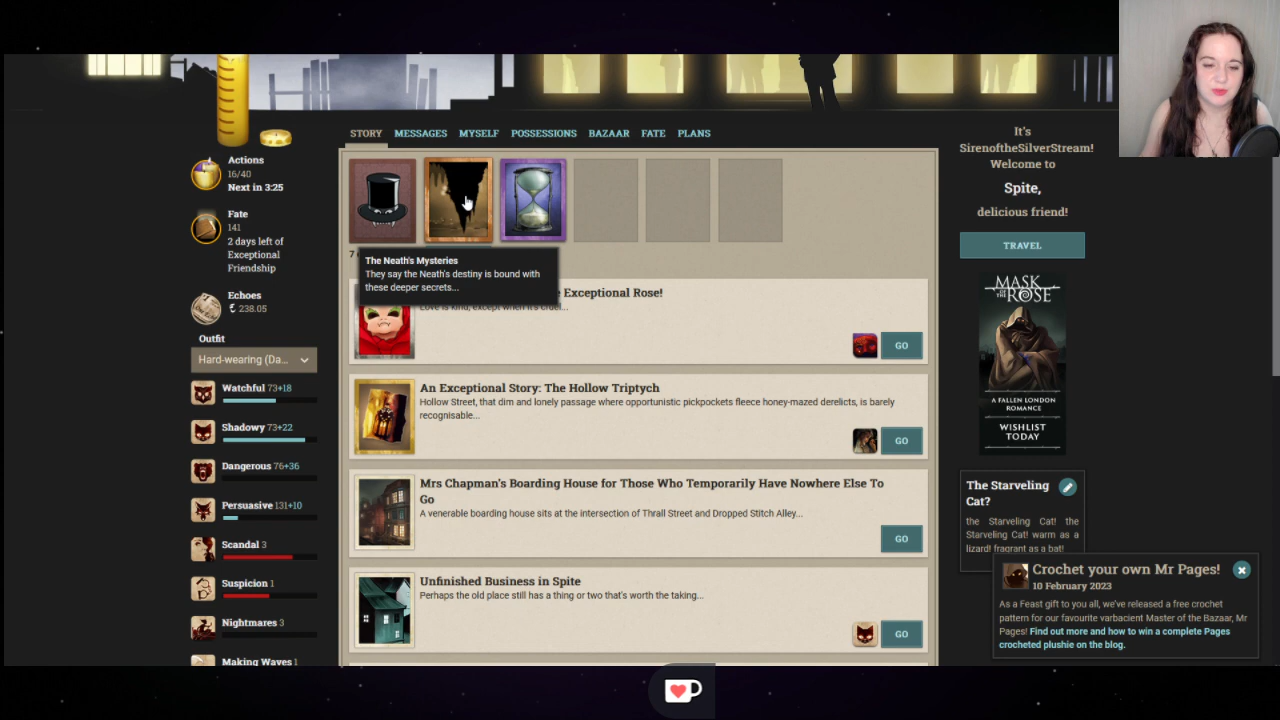 STORY MESSAGES MYSELF POSSESSIONS BAZAAR FATE PLANS
Actions
16/40
Next in 3:25
Fate
141
2 days left of
Exceptional
Friendship
Echoes
238.05
Outfit
Hard-wearing (Da...
Watchful 73+18
Shadowy 73+22
Dangerous 76+36
Persuasive 131+10
Scandal 3
Suspicion 1
Nightmares 3
Making Waves 1
7
The Neath's Mysteries
They say the Neath's destiny is bound with
these deeper secrets...
Exceptional Rose!
Love is kind, except when it's cruel...
GO
An Exceptional Story: The Hollow Triptych
Hollow Street, that dim and lonely passage where opportunistic pickpockets fleece honey-mazed derelicts, is barely
recognisable...
GO
Mrs Chapman's Boarding House for Those Who Temporarily Have Nowhere Else To
Go
A venerable boarding house sits at the intersection of Thrall Street and Dropped Stitch Alley...
GO
Unfinished Business in Spite
Perhaps the old place still has a thing or two that's worth the taking...
GO
It's
SirenoftheSilverStream!
Welcome to
Spite,
delicious friend!
TRAVEL
MASK
OF THE ROSE
A FALLEN LONDON
ROMANCE
WISHLIST
TODAY
The Starveling
Cat?
the Starveling Cat! the
Starveling Cat! warm as a
lizard! fragrant as a bat!
Crochet your own Mr Pages!
10 February 2023
As a Feast gift to you all, we've released a free crochet
pattern for our favourite varbacient Master of the Bazaar, Mr
Pages! Find out more and how to win a complete Pages
crocheted plushie on the blog.